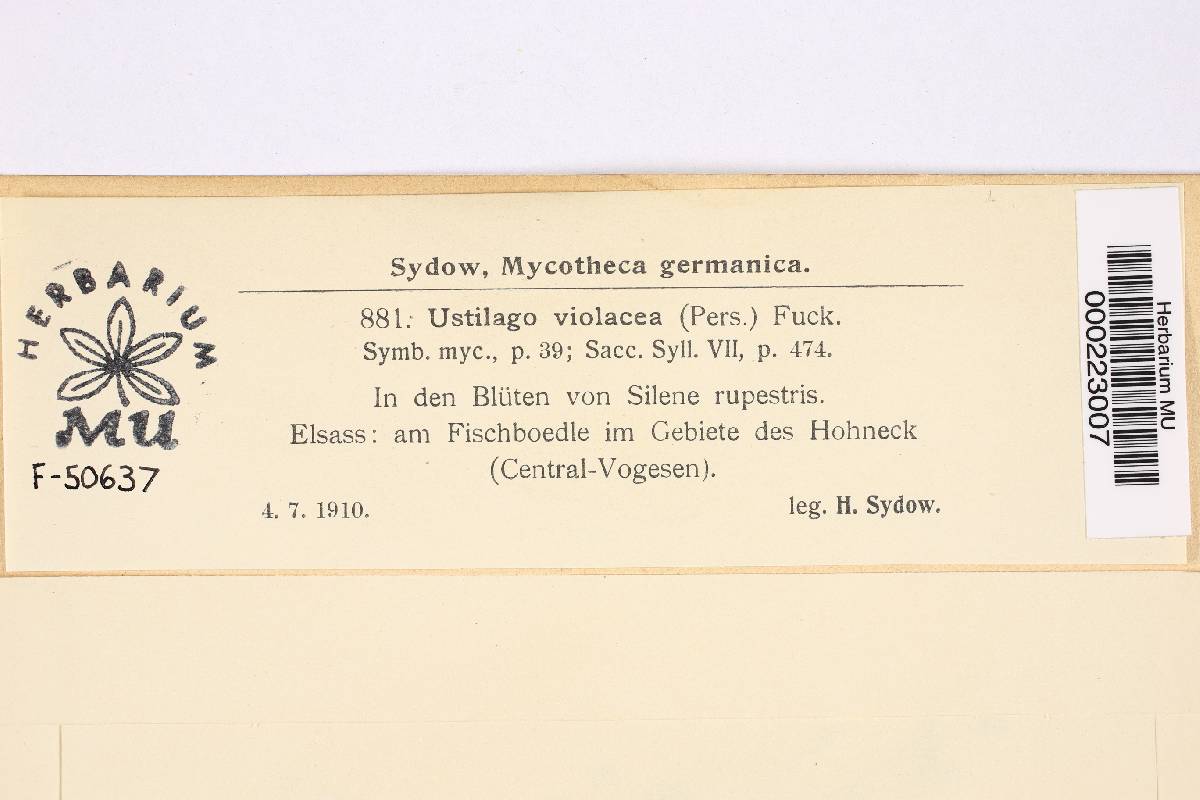 Sydow, Mycotheca germanica.
881. Ustilago violacea (Pers.) Fuck.
Symb. myc., p. 39; Sacc. Syll. VII, p. 474.
In den Blüten von Silene rupestris.
Elsass: am Fischboedle im Gebiete des Hohneck
(Central-Vogesen).
4. 7. 1910. leg. H. Sydow.
HERBARIUM
MU
F-50637
Herbarium MU
000223007